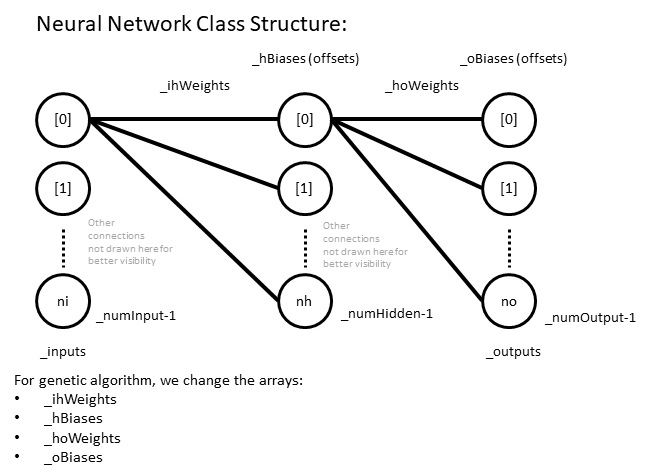 Neural Network Class Structure:
_hBiases (offsets)
_oBiases (offsets)
_ihWeights
_hoWeights
[0]
[0]
[0]
[1]
[1]
[1]
Other
connections
not drawn here for
better visibility
Other
connections
not drawn here for
better visibility
ni
_numInput-1
nh
_numHidden-1
no
_numOutput-1
_inputs
_outputs
For genetic algorithm, we change the arrays:
• _ihWeights
• _hBiases
• _hoWeights
• _oBiases